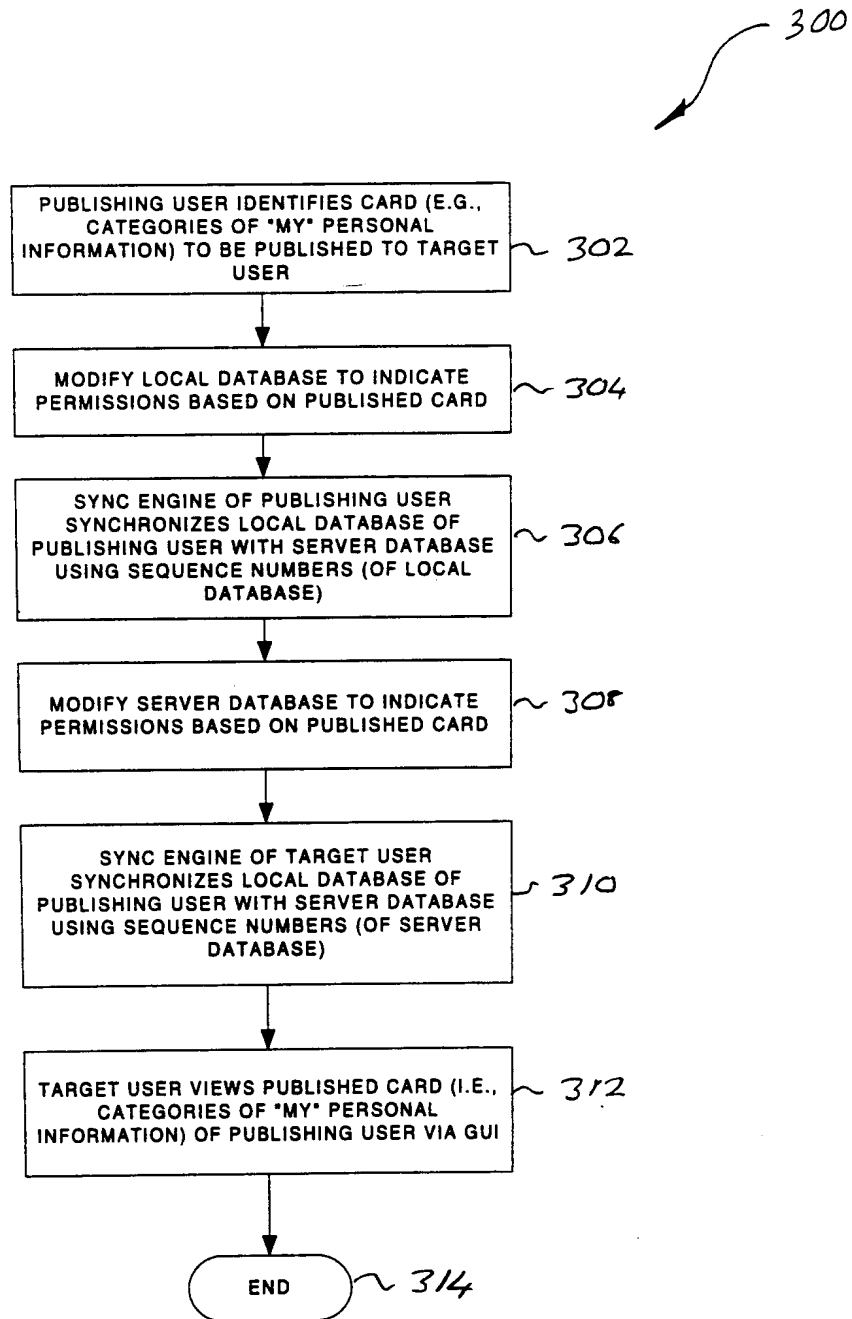 300
PUBLISHING USER IDENTIFIES CARD (E.G.,
CATEGORIES OF "MY" PERSONAL
INFORMATION) TO BE PUBLISHED TO TARGET
USER
302
MODIFY LOCAL DATABASE TO INDICATE
PERMISSIONS BASED ON PUBLISHED CARD
304
SYNC ENGINE OF PUBLISHING USER
SYNCHRONIZES LOCAL DATABASE OF
PUBLISHING USER WITH SERVER DATABASE
USING SEQUENCE NUMBERS (OF LOCAL
DATABASE)
306
MODIFY SERVER DATABASE TO INDICATE
PERMISSIONS BASED ON PUBLISHED CARD
308
SYNC ENGINE OF TARGET USER
SYNCHRONIZES LOCAL DATABASE OF
PUBLISHING USER WITH SERVER DATABASE
USING SEQUENCE NUMBERS (OF SERVER
DATABASE)
310
TARGET USER VIEWS PUBLISHED CARD (I.E.,
CATEGORIES OF "MY" PERSONAL
INFORMATION) OF PUBLISHING USER VIA GUI
312
END
314